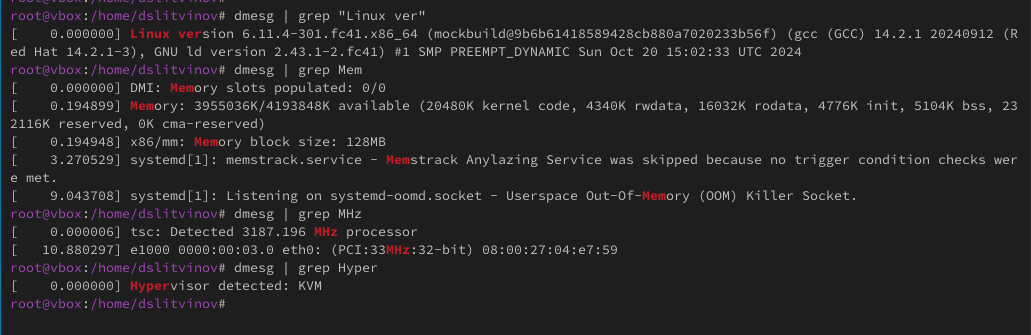 root@vbox:/home/dslitvinov# dmesg | grep "Linux ver"
[    0.000000] Linux version 6.11.4-301.fc41.x86_64 (mockbuild@9b6b61418589428cb880a7020233b56f) (gcc (GCC) 14.2.1 20240912 (R
ed Hat 14.2.1-3), GNU ld version 2.43.1-2.fc41) #1 SMP PREEMPT_DYNAMIC Sun Oct 20 15:02:33 UTC 2024
root@vbox:/home/dslitvinov# dmesg | grep Mem
[    0.000000] DMI: Memory slots populated: 0/0
[    0.194899] Memory: 3955036K/4193848K available (20480K kernel code, 4340K rwdata, 16032K rodata, 4776K init, 5104K bss, 23
2116K reserved, 0K cma-reserved)
[    0.194948] x86/mm: Memory block size: 128MB
[    3.270529] systemd[1]: memstrack.service - Memstrack Anylazing Service was skipped because no trigger condition checks wer
e met.
[    9.043708] systemd[1]: Listening on systemd-oomd.socket - Userspace Out-Of-Memory (OOM) Killer Socket.
root@vbox:/home/dslitvinov# dmesg | grep MHz
[    0.000006] tsc: Detected 3187.196 MHz processor
[   10.880297] e1000 0000:00:03.0 eth0: (PCI:33MHz:32-bit) 08:00:27:04:e7:59
root@vbox:/home/dslitvinov# dmesg | grep Hyper
[    0.000000] Hypervisor detected: KVM
root@vbox:/home/dslitvinov#